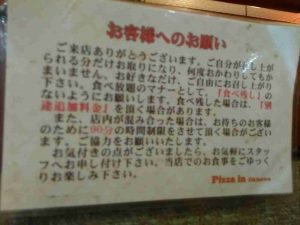 お客様へのお願い
ご来店ありがとうございます。ご自分が召し上が
られる分だけお取りになり、何度おかわりしてもか
まいません、お好きなだけ、ご自由にお召し上がり
下さい。食べ放題のマナーとして、『食べ残し』の
ないようにお願いします。食べ残した場合は、『別
途追加料金』を頂く場合があります。
また、店内が混み合った場合は、お待ちのお客様
のために90分の時間制限をさせて頂く場合がござい
ます。ご協力をお願いいたします。
お気付きの点がございましたら、お気軽にスタッ
フへお申し付け下さい。当店でのお食事をごゆっく
りお楽しみ下さい。
Pizza in